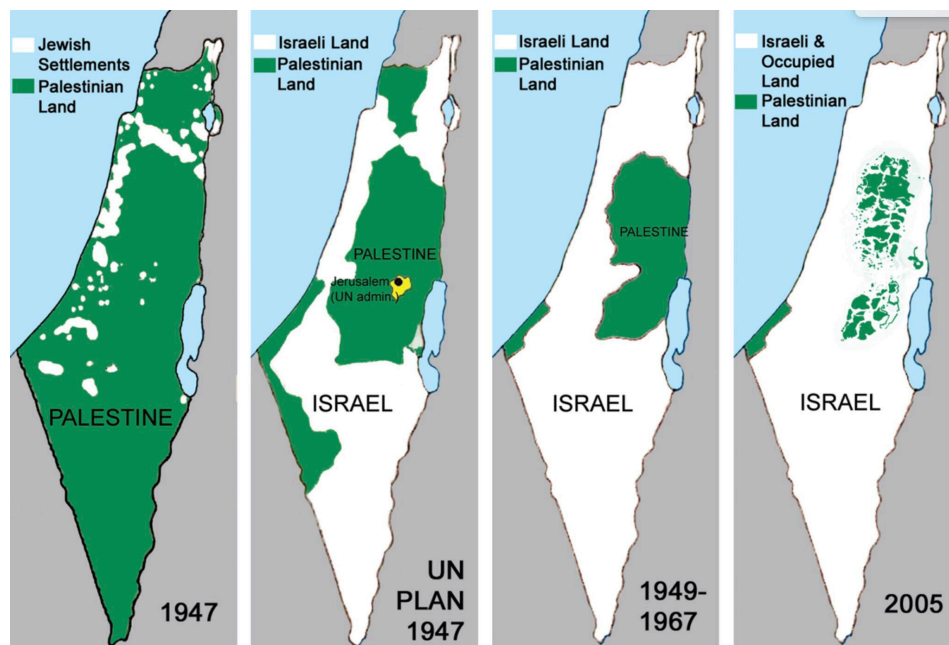 Jewish
Settlements
Palestinian
Land
PALESTINE
1947
Israeli Land
Palestinian
Land
PALESTINE
Jerusalem
(UN admin.)
ISRAEL
UN
PLAN
1947
Israeli Land
Palestinian
Land
PALESTINE
ISRAEL
1949-
1967
Israeli &
Occupied
Land
Palestinian
Land
ISRAEL
2005